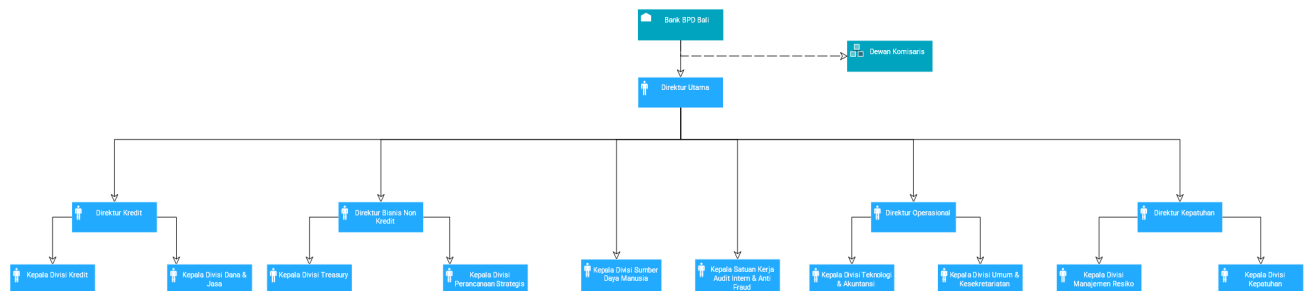 Bank BPD Bali
Dewan Komisaris
Direktur Utama
Direktur Kredit
Direktur Bisnis Non
Kredit
Direktur Operasional
Direktur Kepatuhan
Kepala Divisi Kredit
Kepala Divisi Dana &
Jasa
Kepala Divisi Treasury
Kepala Divisi
Perancanaan Strategis
Kepala Divisi Sumber
Daya Manusia
Kepala Satuan Kerja
Audit Intern & Anti
Fraud
Kepala Divisi Teknologi
& Akuntansi
Kepala Divisi Umum &
Kesekretariatan
Kepala Divisi
Manajemen Resiko
Kepala Divisi
Kepatuhan